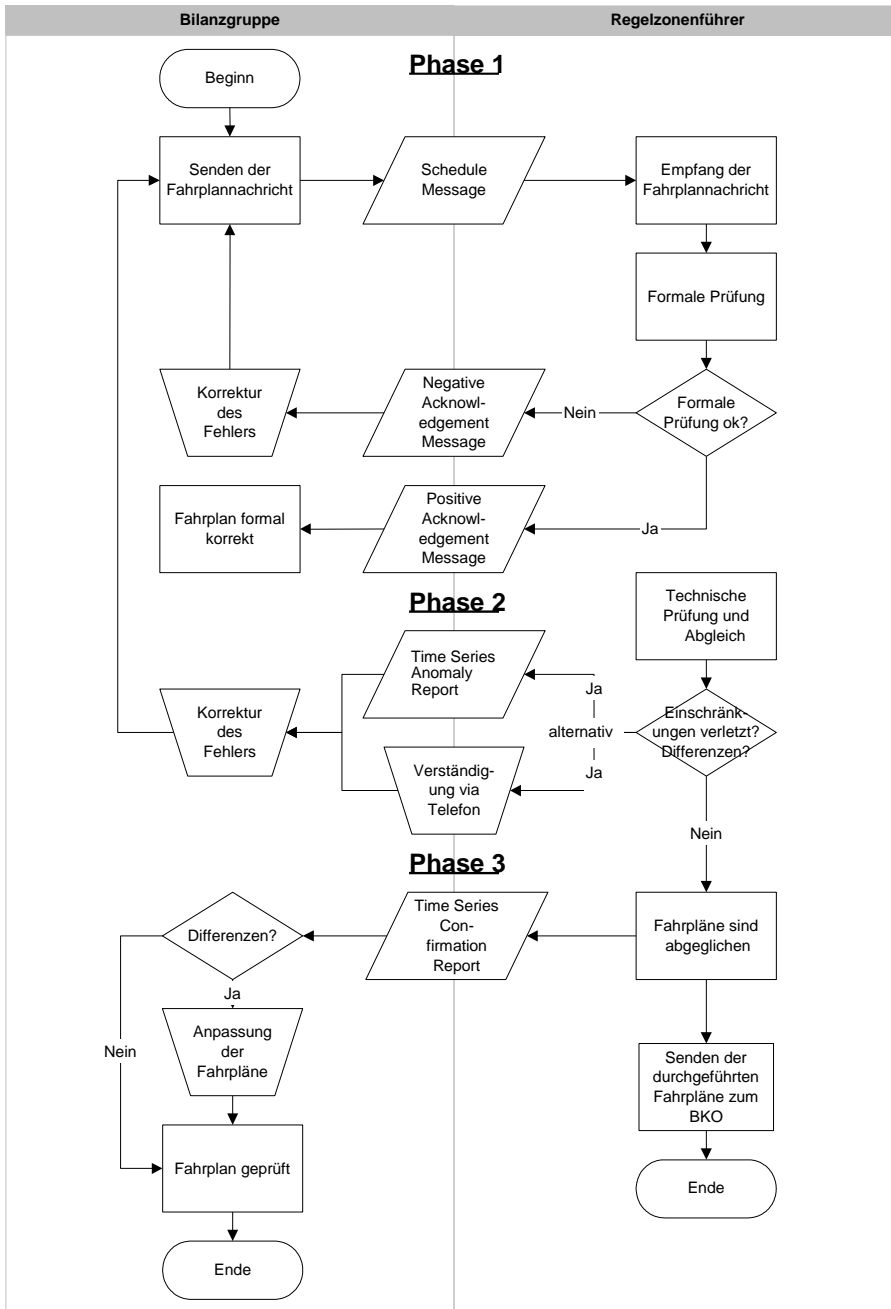 Bilanzgruppe
Regelzonenführer
Phase 1
Beginn
Senden der
Fahrplannachricht
Schedule
Message
Empfang der
Fahrplannachricht
Formale Prüfung
Korrektur
des
Fehlers
Negative
Acknowl-
edgement
Message
Nein
Formale
Prüfung ok?
Fahrplan formal
korrekt
Positive
Acknowl-
edgement
Message
Ja
Phase 2
Technische
Prüfung und
Abgleich
Time Series
Anomaly
Report
Ja
Korrektur
des
Fehlers
alternativ
Einschränk-
ungen verletzt?
Differenzen?
Ja
Verständig-
ung via
Telefon
Nein
Phase 3
Differenzen?
Time Series
Con-
firmation
Report
Fahrpläne sind
abgeglichen
Ja
Nein
Anpassung
der
Fahrpläne
Senden der
durchgeführten
Fahrpläne zum
BKO
Fahrplan geprüft
Ende
Ende